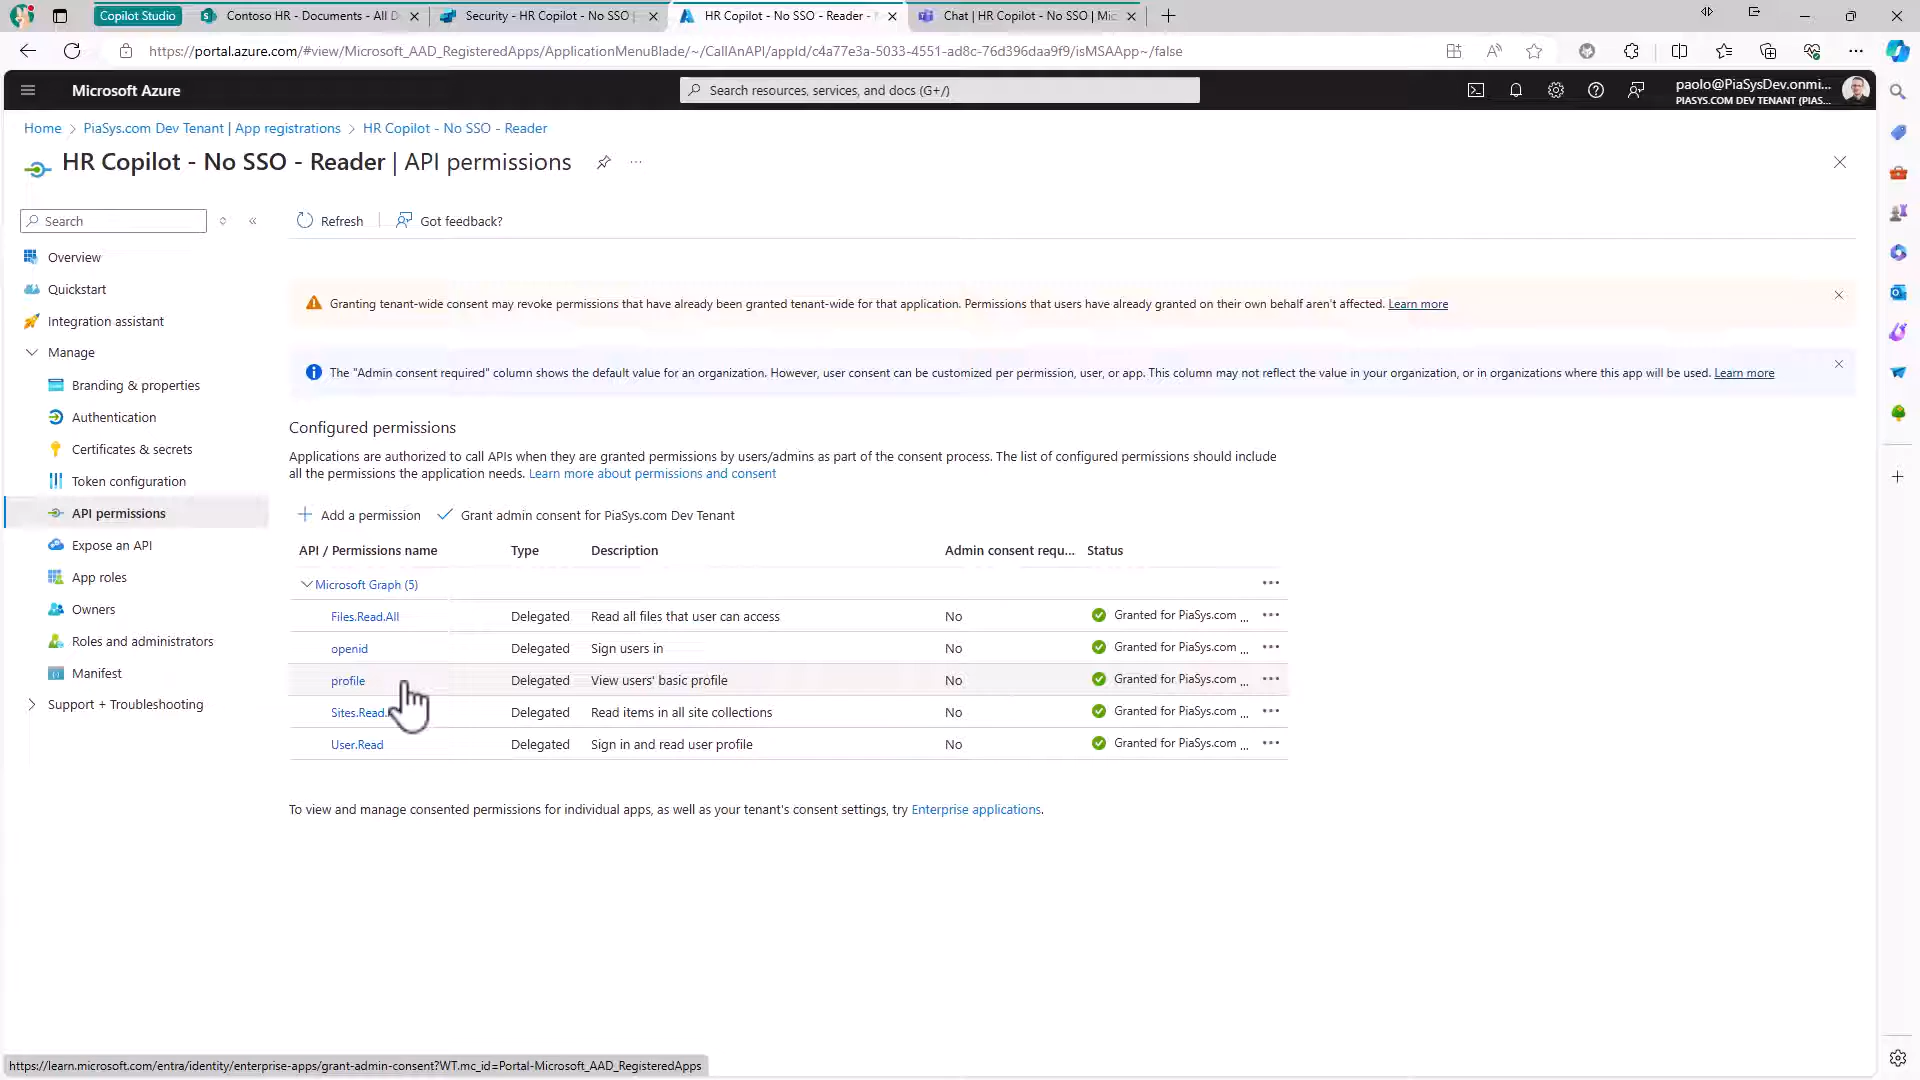 Copilot Studio
Contoso HR - Documents - All D
Security - HR Copilot - No SSO
HR Copilot - No SSO - Reader -
Chat | HR Copilot - No SSO | Mic
https://portal.azure.com/#view/Microsoft_AAD_RegisteredApps/ApplicationMenuBlade/~/CallAnAPI/appId/c4a77e3a-5033-4551-ad8c-76d396daa9f9/isMSAApp~/false
Microsoft Azure
Search resources, services, and docs (G+/)
paolo@PiaSysDev.onmi...
PIASYS.COM DEV TENANT (PIAS...
Home > PiaSys.com Dev Tenant | App registrations > HR Copilot - No SSO - Reader
HR Copilot - No SSO - Reader | API permissions
Search
Refresh
Got feedback?
Overview
Quickstart
Integration assistant
Manage
Branding & properties
Authentication
Certificates & secrets
Token configuration
API permissions
Expose an API
App roles
Owners
Roles and administrators
Manifest
Support + Troubleshooting
Granting tenant-wide consent may revoke permissions that have already been granted tenant-wide for that application. Permissions that users have already granted on their own behalf aren't affected. Learn more
The "Admin consent required" column shows the default value for an organization. However, user consent can be customized per permission, user, or app. This column may not reflect the value in your organization, or in organizations where this app will be used. Learn more
Configured permissions
Applications are authorized to call APIs when they are granted permissions by users/admins as part of the consent process. The list of configured permissions should include
all the permissions the application needs. Learn more about permissions and consent
Add a permission
Grant admin consent for PiaSys.com Dev Tenant
API / Permissions name Type Description Admin consent requ... Status
Microsoft Graph (5)
Files.Read.All Delegated Read all files that user can access No Granted for PiaSys.com ...
openid Delegated Sign users in No Granted for PiaSys.com ...
profile Delegated View users' basic profile No Granted for PiaSys.com ...
Sites.Read. Delegated Read items in all site collections No Granted for PiaSys.com ...
User.Read Delegated Sign in and read user profile No Granted for PiaSys.com ...
To view and manage consented permissions for individual apps, as well as your tenant's consent settings, try Enterprise applications.
https://learn.microsoft.com/entra/identity/enterprise-apps/grant-admin-consent?WT.mc_id=Portal-Microsoft_AAD_RegisteredApps